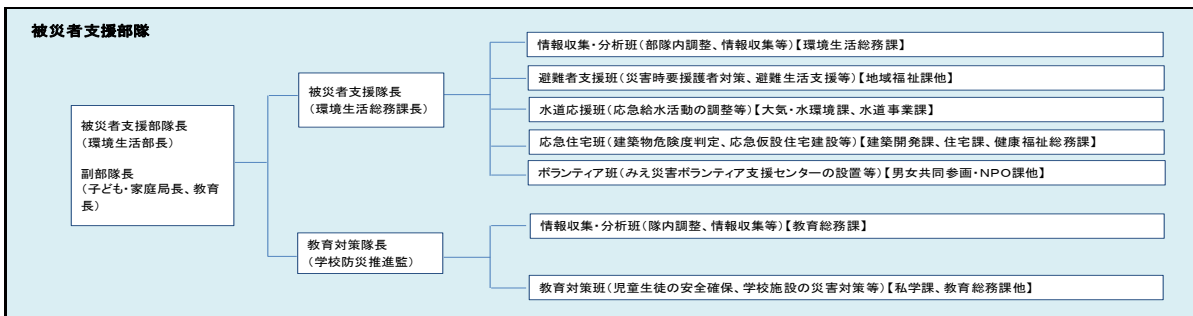 被災者支援部隊
被災者支援部隊長
（環境生活部長）
副部隊長
（子ども・家庭局長、教育
長）
被災者支援隊長
（環境生活総務課長）
情報収集・分析班（部隊内調整、情報収集等）【環境生活総務課】
避難者支援班（災害時要援護者対策、避難生活支援等）【地域福祉課他】
水道応援班（応急給水活動の調整等）【大気・水環境課、水道事業課】
応急住宅班（建築物危険度判定、応急仮設住宅建設等）【建築開発課、住宅課、健康福祉総務課】
ボランティア班（みえ災害ボランティア支援センターの設置等）【男女共同参画・NPO課他】
教育対策隊長
（学校防災推進監）
情報収集・分析班（隊内調整、情報収集等）【教育総務課】
教育対策班（児童生徒の安全確保、学校施設の災害対策等）【私学課、教育総務課他】